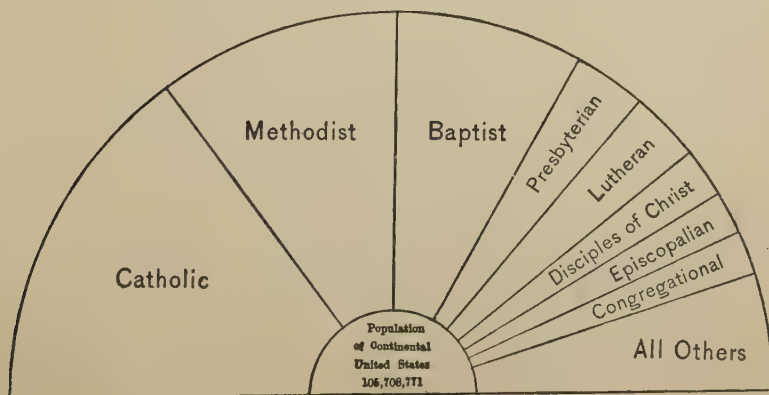 Catholic
Methodist
Baptist
Presbyterian
Lutheran
Disciples of Christ
Episcopalian
Congregational
All Others
Population
of Continental
United States
105,708,771